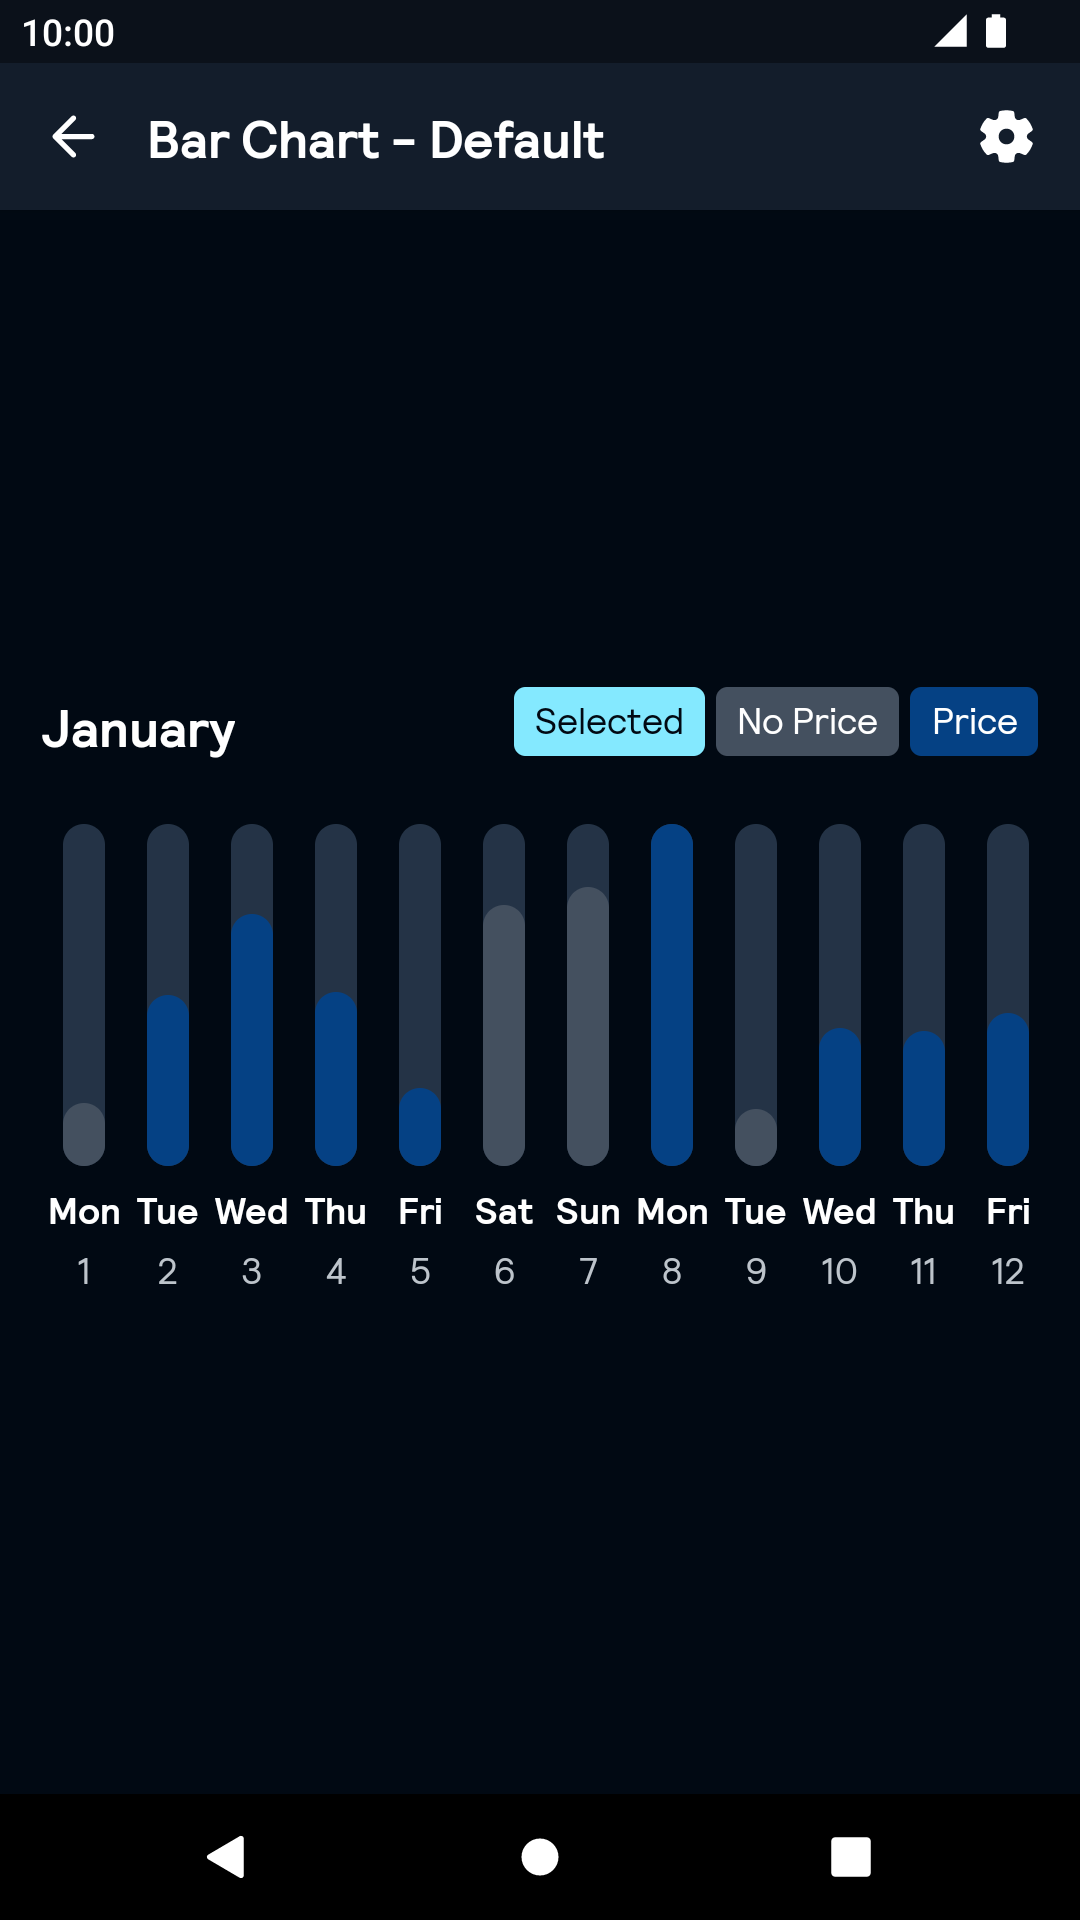 10:00
Bar Chart - Default
January
Selected No Price Price
Mon Tue Wed Thu Fri Sat Sun Mon Tue Wed Thu Fri
1 2 3 4 5 6 7 8 9 10 11 12